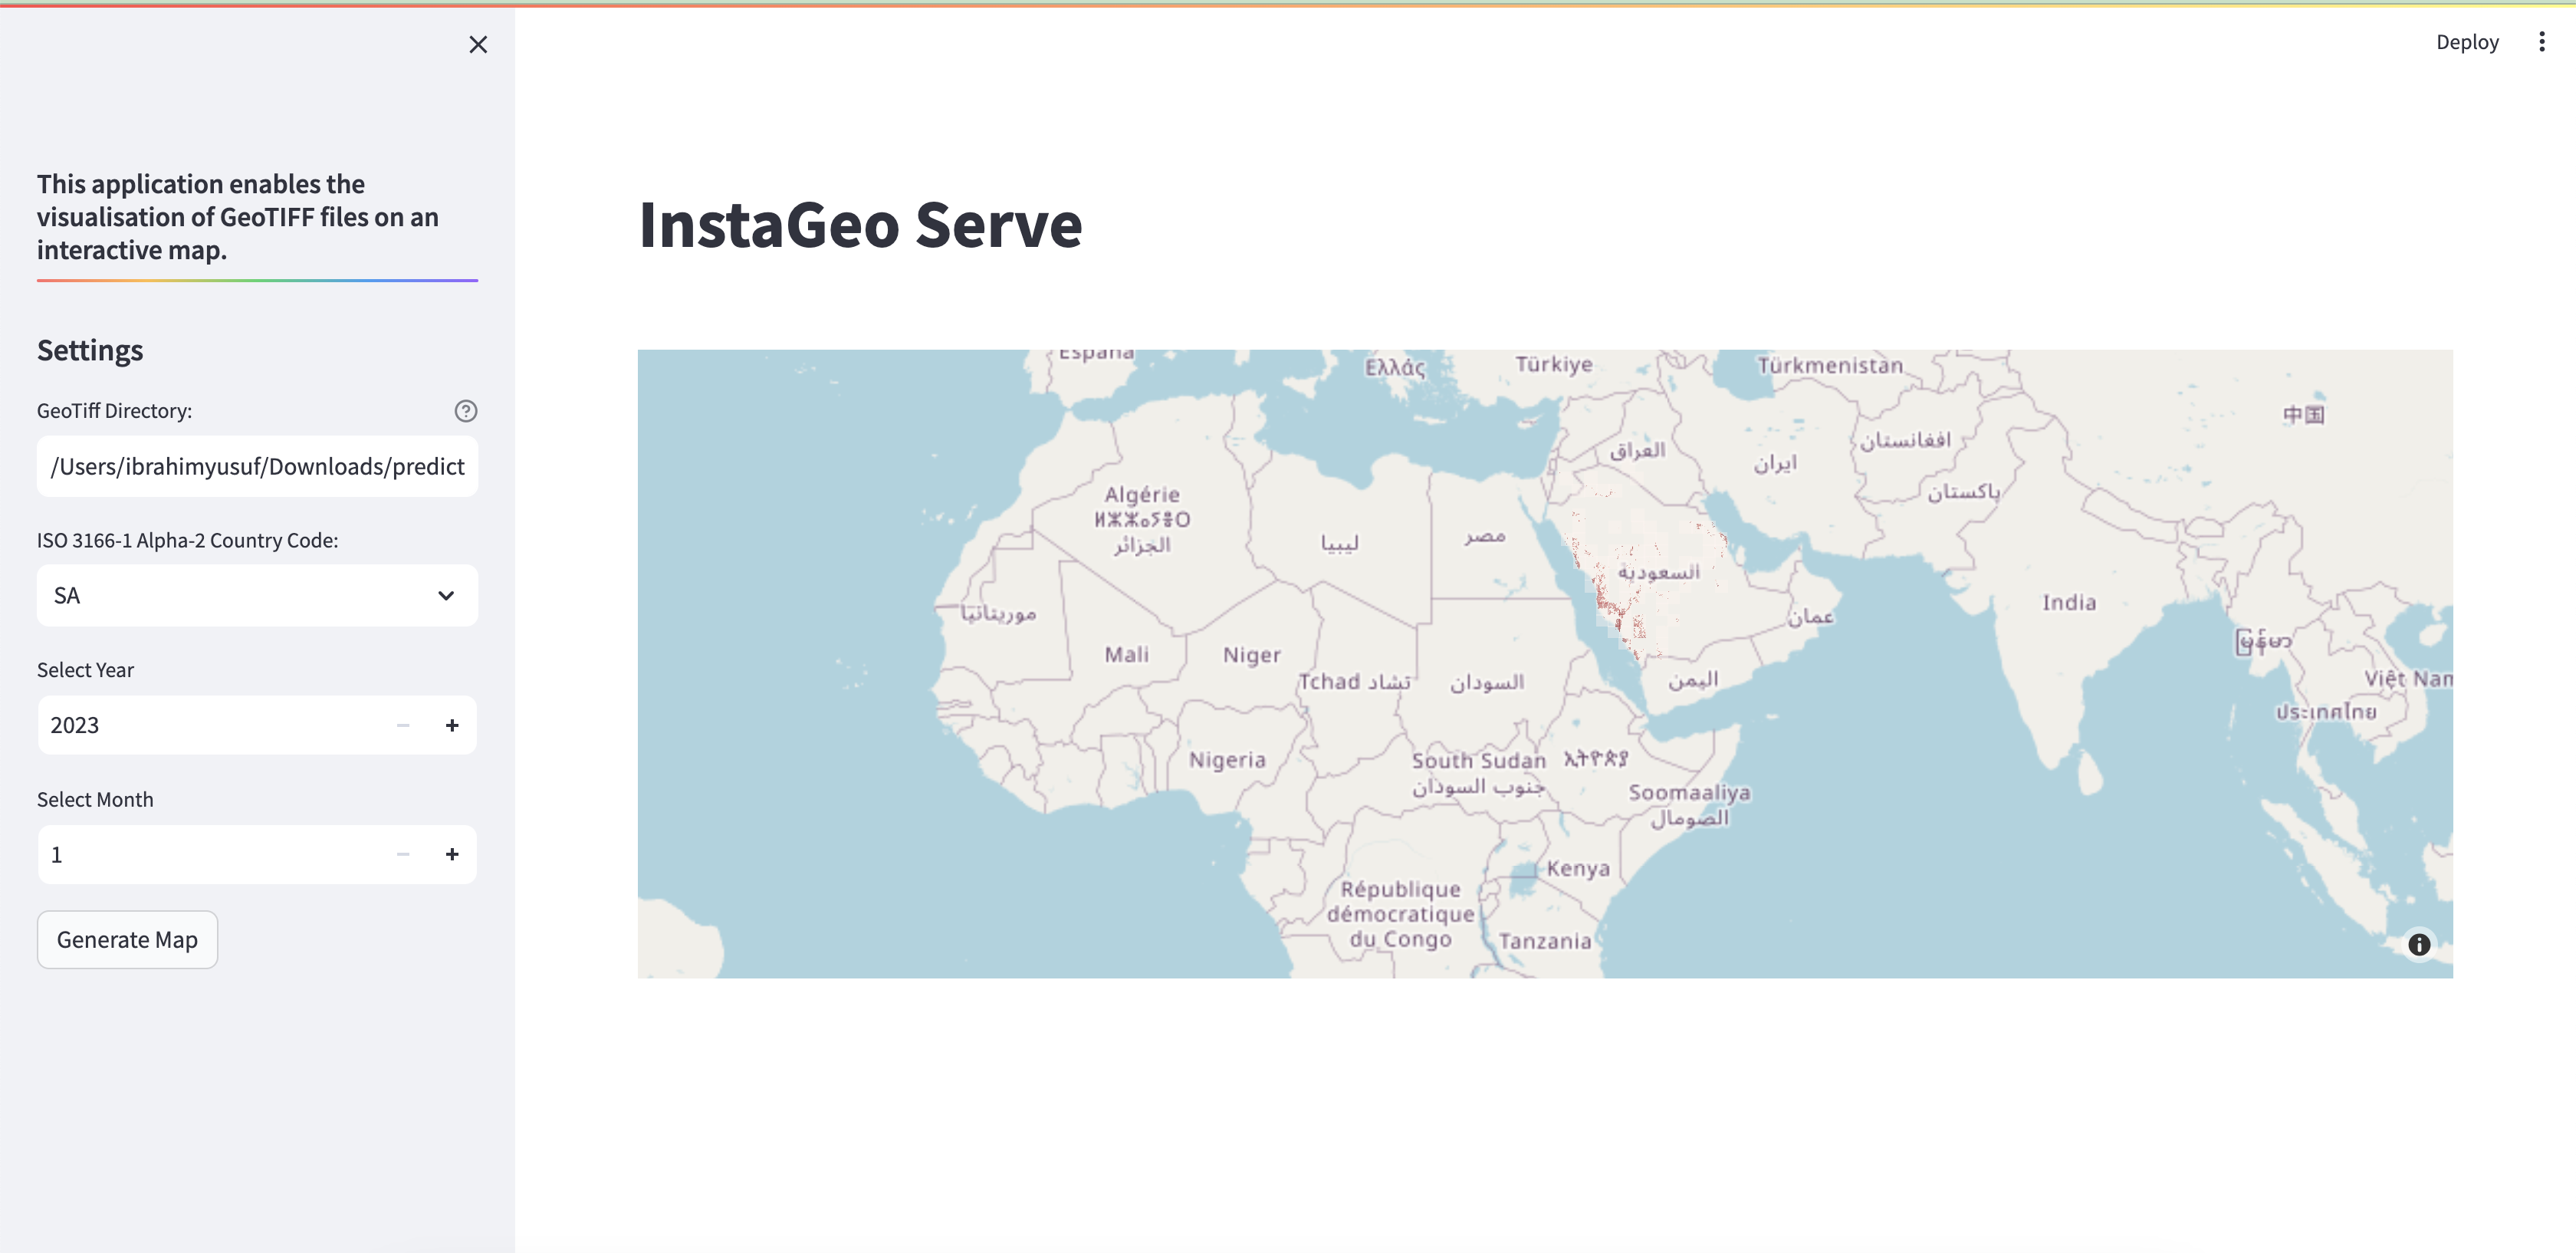 Deploy
This application enables the
visualisation of GeoTIFF files on an
interactive map.
Settings
GeoTiff Directory:
/Users/ibrahimyusuf/Downloads/predict
ISO 3166-1 Alpha-2 Country Code:
SA
Select Year
2023
Select Month
1
Generate Map
InstaGeo Serve
España
Ελλάς
Türkiye
Türkmenistan
中国
العراق
ایران
افغانستان
پاکستان
Algérie
ⵍⵣⵣⴰⵢⴻⵔ
الجزائر
ليبيا
مصر
السعودية
عمان
India
မြန်မာ
موريتانيا
Mali
Niger
Tchad تشاد
السودان
اليمن
Việt Nam
ประเทศไทย
Nigeria
South Sudan
جنوب السودان
ኢትዮጵያ
Soomaaliya
الصومال
Kenya
République
démocratique
du Congo
Tanzania